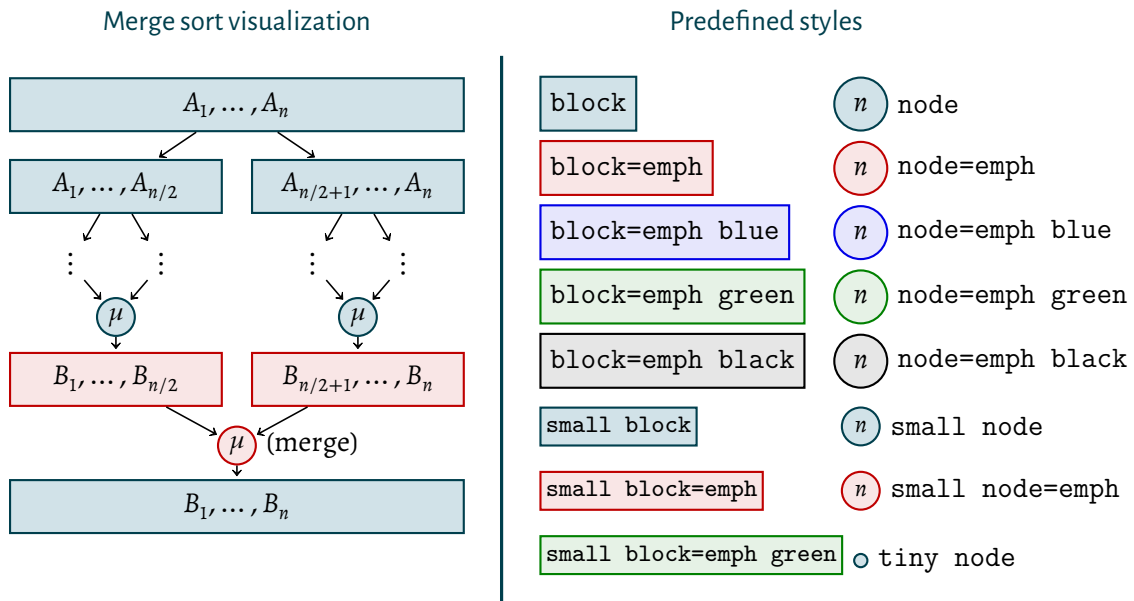 Merge sort visualization
A₁, … , Aₙ
A₁, … , Aₙ/₂
Aₙ/₂₊₁, … , Aₙ
⋮ ⋮ ⋮ ⋮
μ μ
B₁, … , Bₙ/₂
Bₙ/₂₊₁, … , Bₙ
μ (merge)
B₁, … , Bₙ
Predefined styles
block
n node
block=emph
n node=emph
block=emph blue
n node=emph blue
block=emph green
n node=emph green
block=emph black
n node=emph black
small block
n small node
small block=emph
n small node=emph
small block=emph green
tiny node